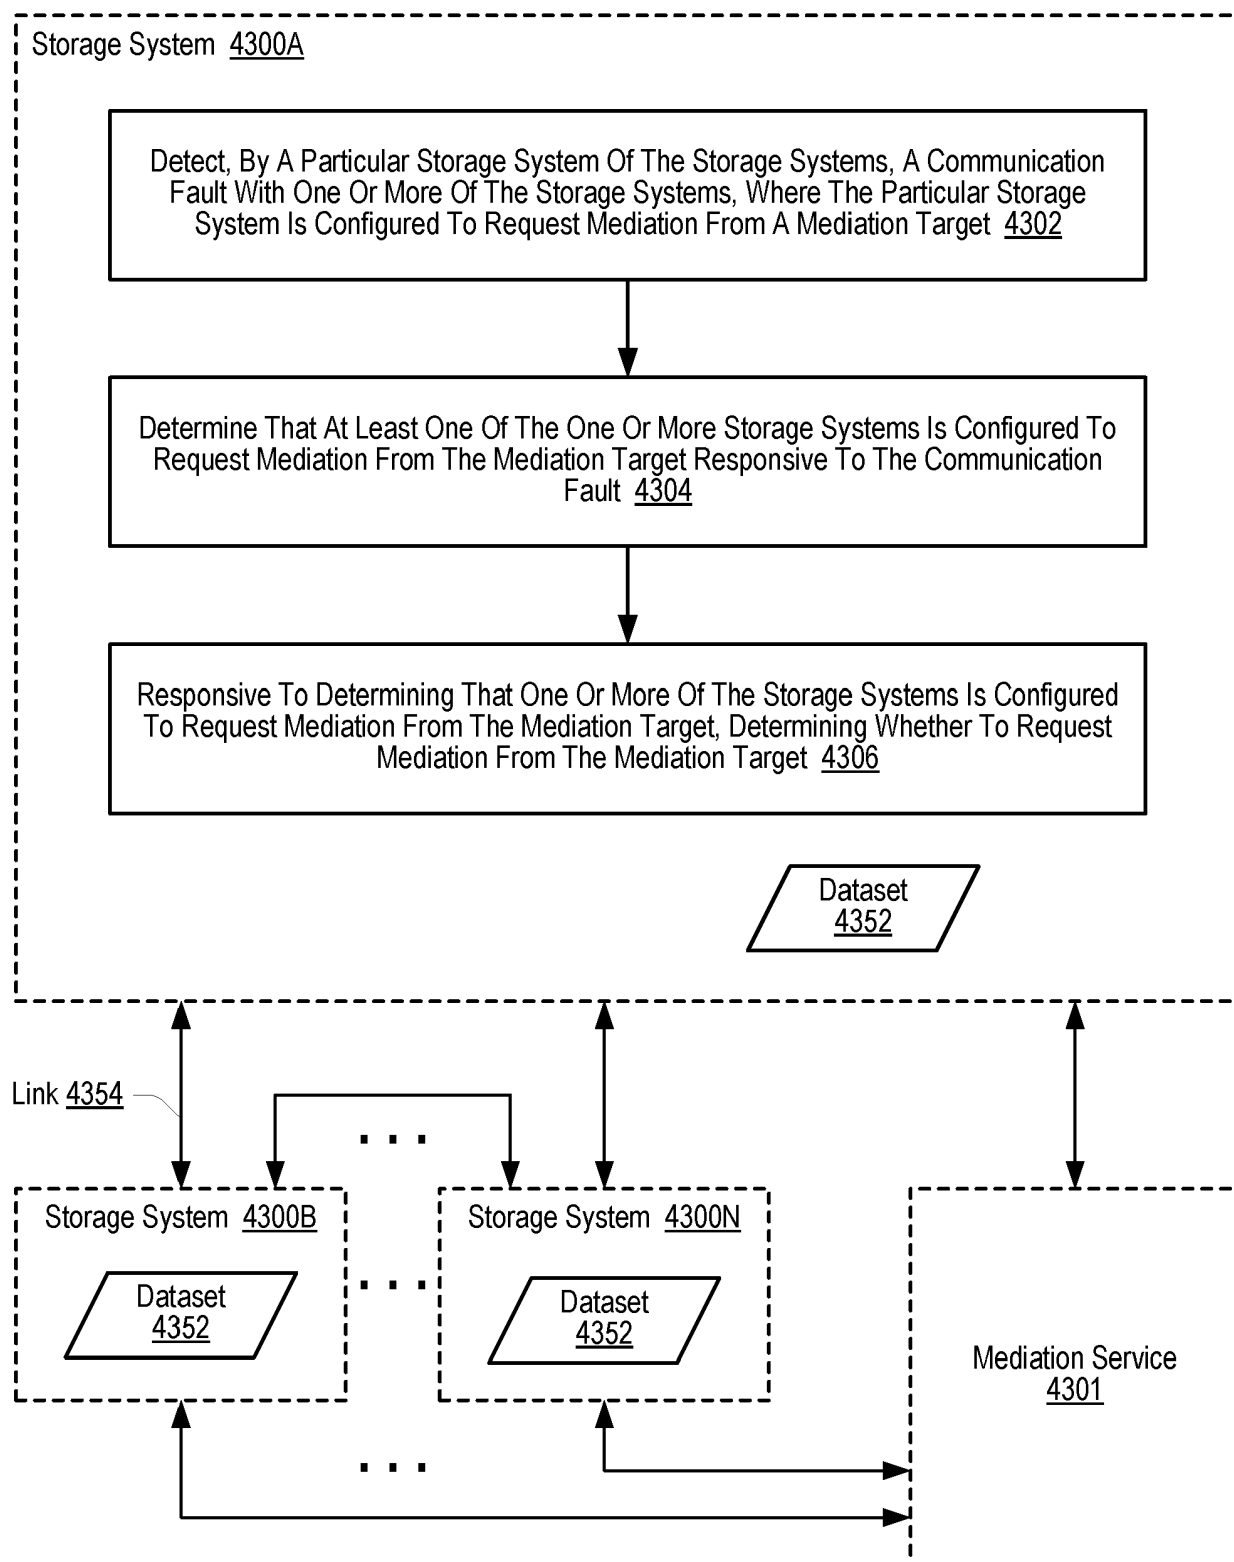 Storage System 4300A
Detect, By A Particular Storage System Of The Storage Systems, A Communication
Fault With One Or More Of The Storage Systems, Where The Particular Storage
System Is Configured To Request Mediation From A Mediation Target 4302
Determine That At Least One Of The One Or More Storage Systems Is Configured To
Request Mediation From The Mediation Target Responsive To The Communication
Fault 4304
Responsive To Determining That One Or More Of The Storage Systems Is Configured
To Request Mediation From The Mediation Target, Determining Whether To Request
Mediation From The Mediation Target 4306
Dataset
4352
Link 4354
. . .
Storage System 4300B
Storage System 4300N
Dataset
4352
. . .
Dataset
4352
Mediation Service
4301
. . .